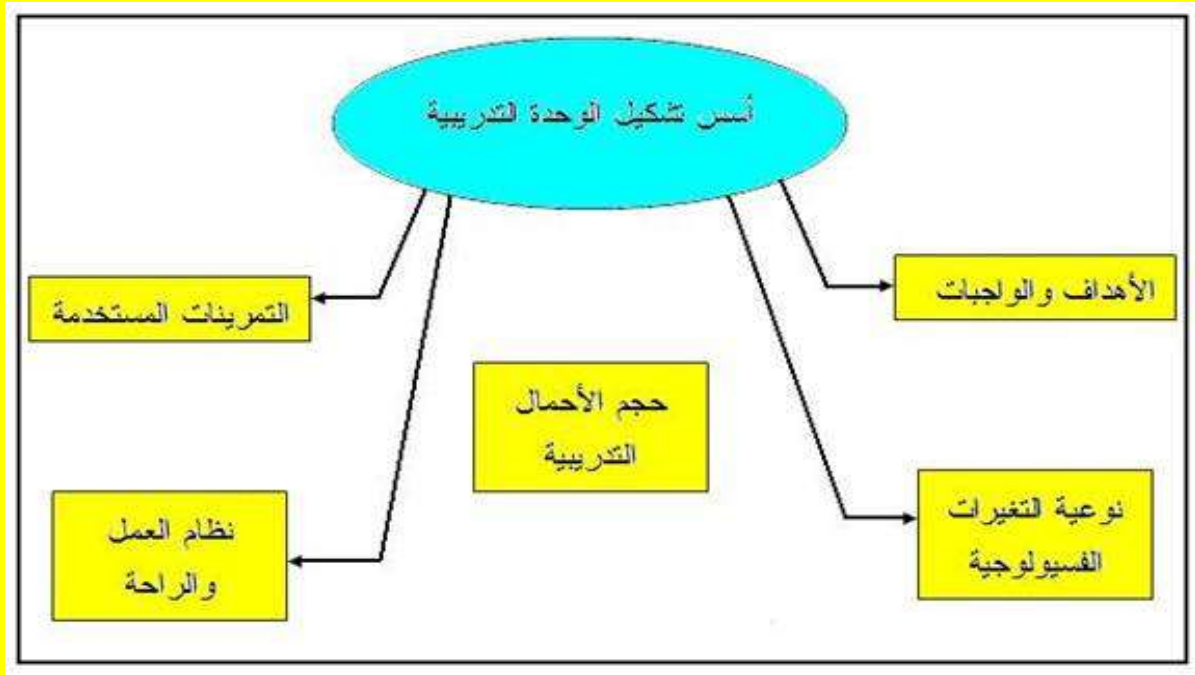 أسس تشكيل الوحدة التدريبية
الأهداف والواجبات
التمرينات المستخدمة
حجم الأحمال
التدريبية
نوعية التغيرات
الفسيولوجية
نظام العمل
والراحة